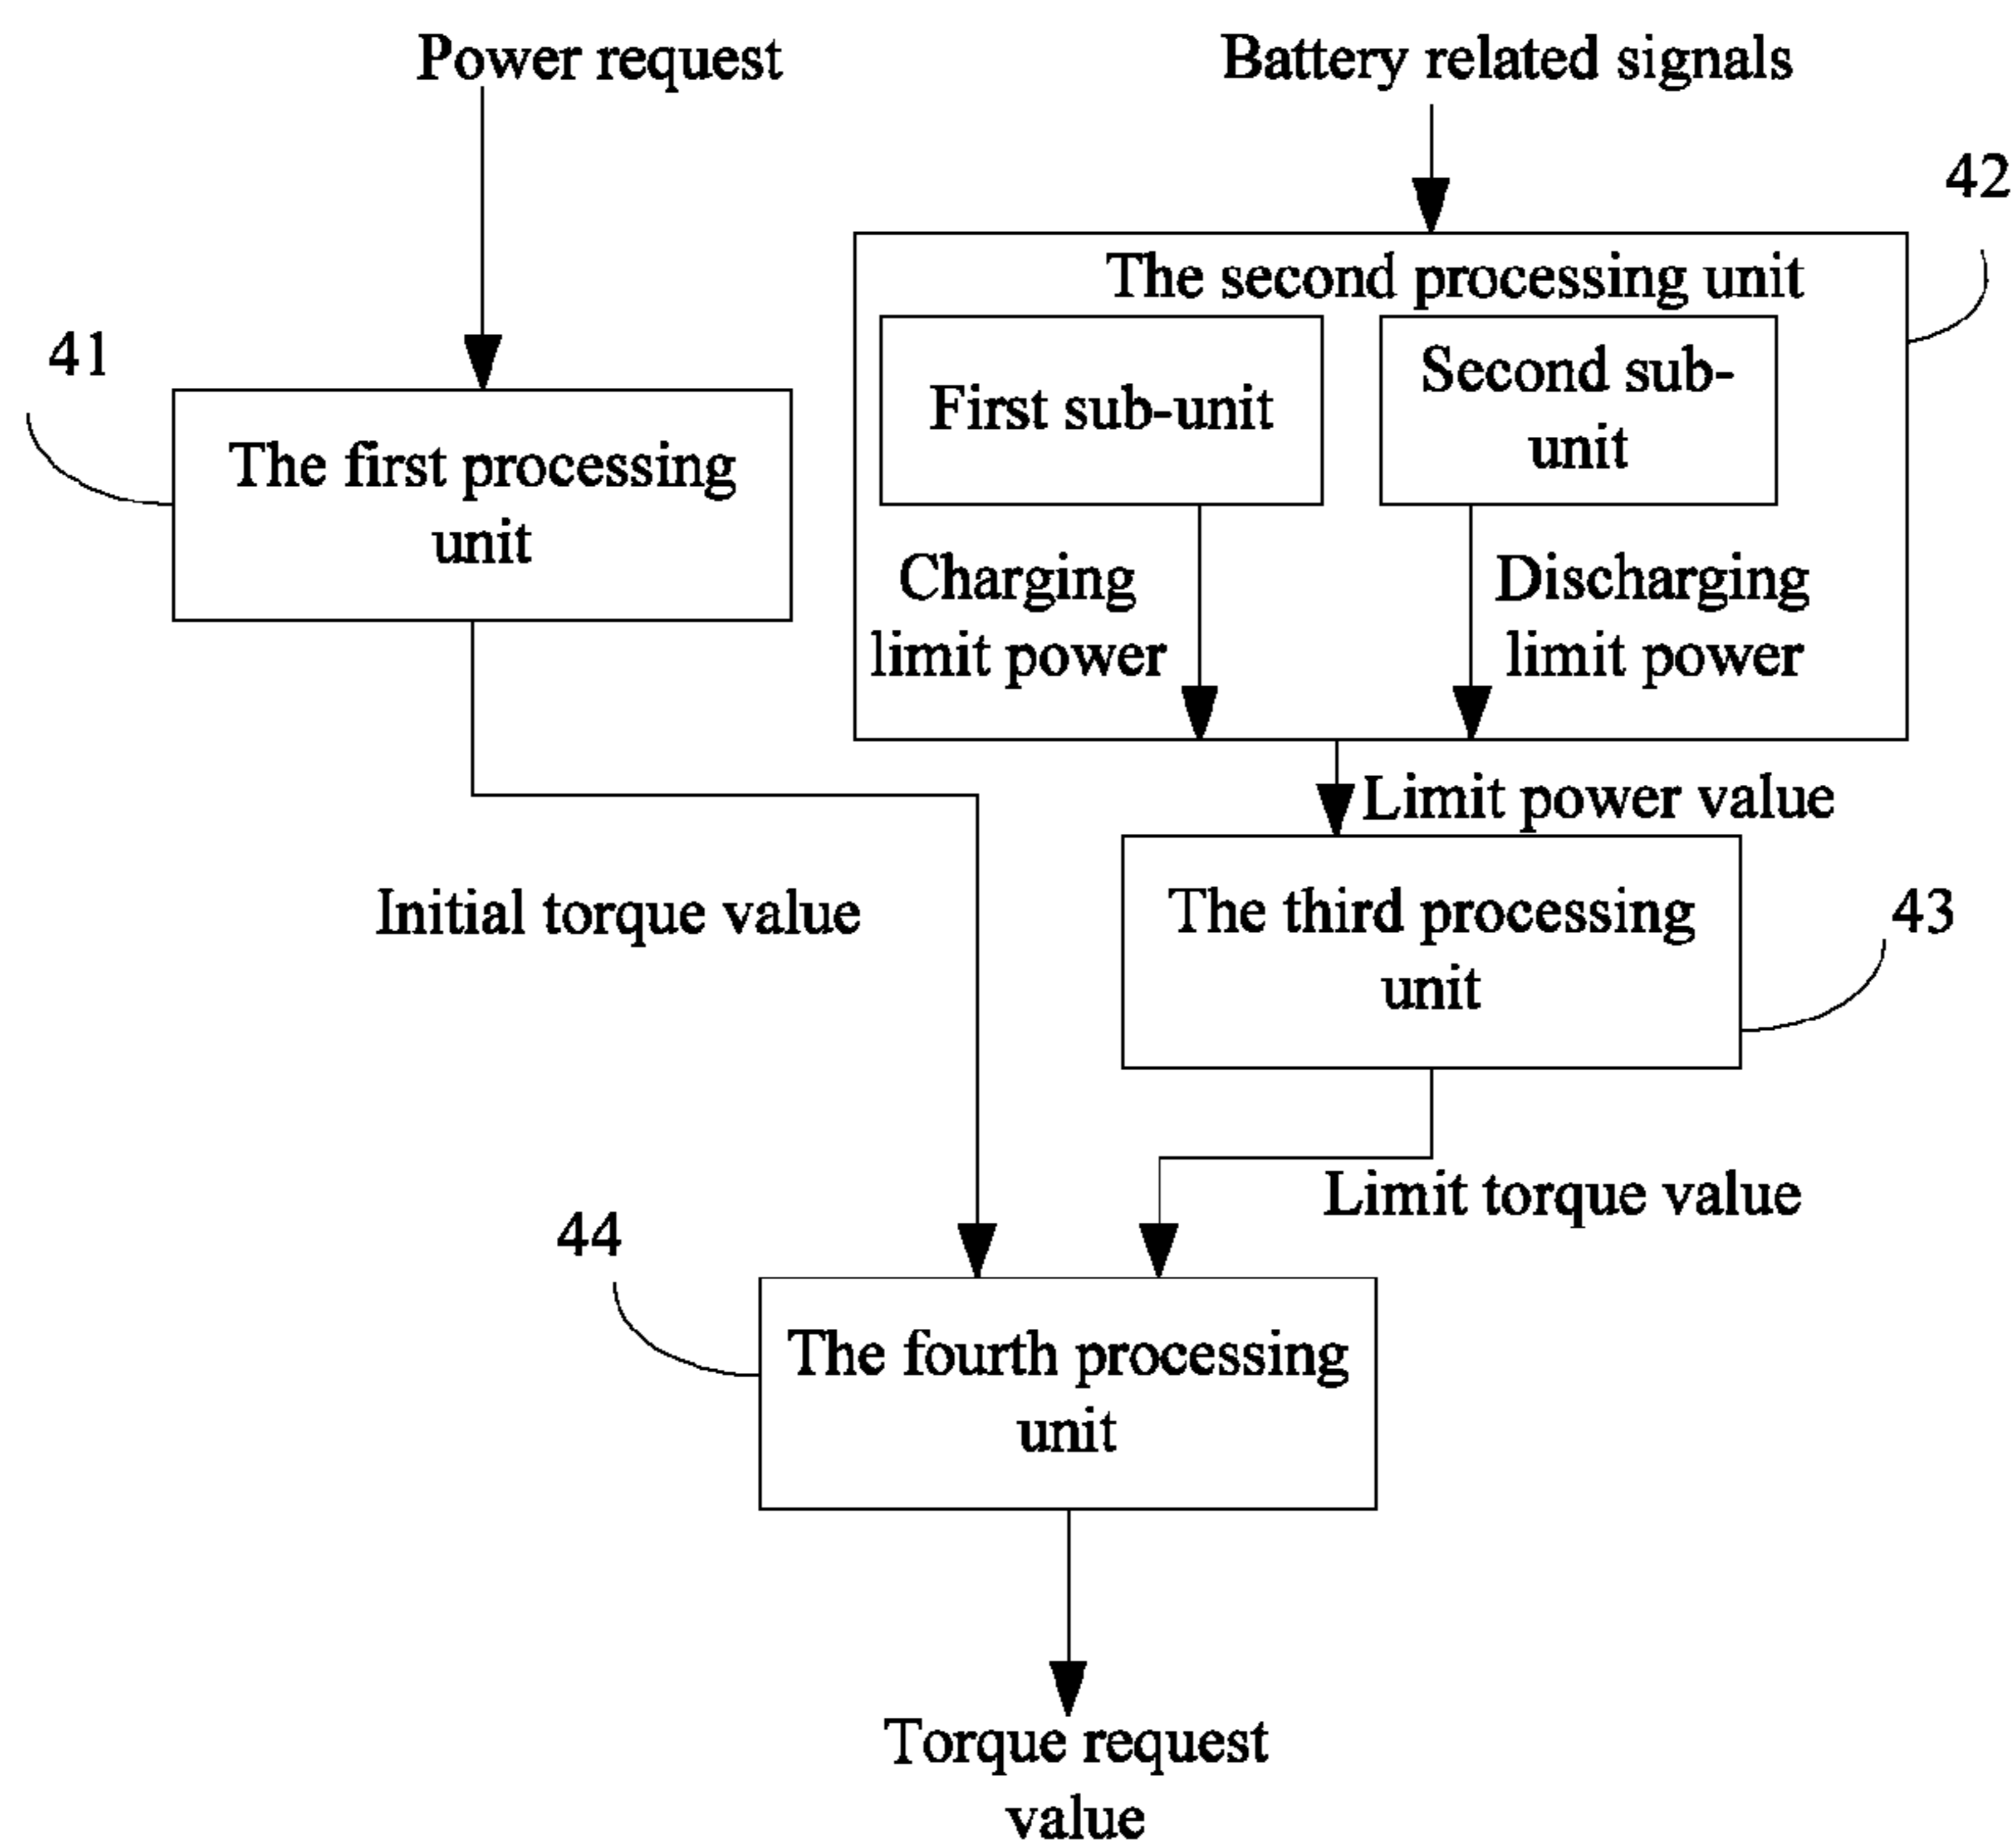 Power request
Battery related signals
42
The second processing unit
41
First sub-unit
Second sub-
unit
The first processing
unit
Charging
limit power
Discharging
limit power
Limit power value
Initial torque value
The third processing
unit
43
Limit torque value
44
The fourth processing
unit
Torque request
value